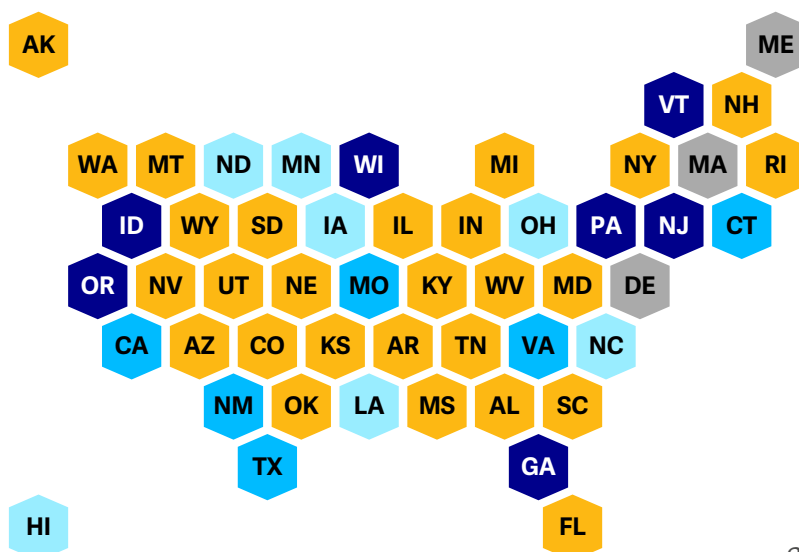 AK ME
VT NH
WA MT ND MN WI MI NY MA RI
ID WY SD IA IL IN OH PA NJ CT
OR NV UT NE MO KY WV MD DE
CA AZ CO KS AR TN VA NC
NM OK LA MS AL SC
TX GA
HI FL